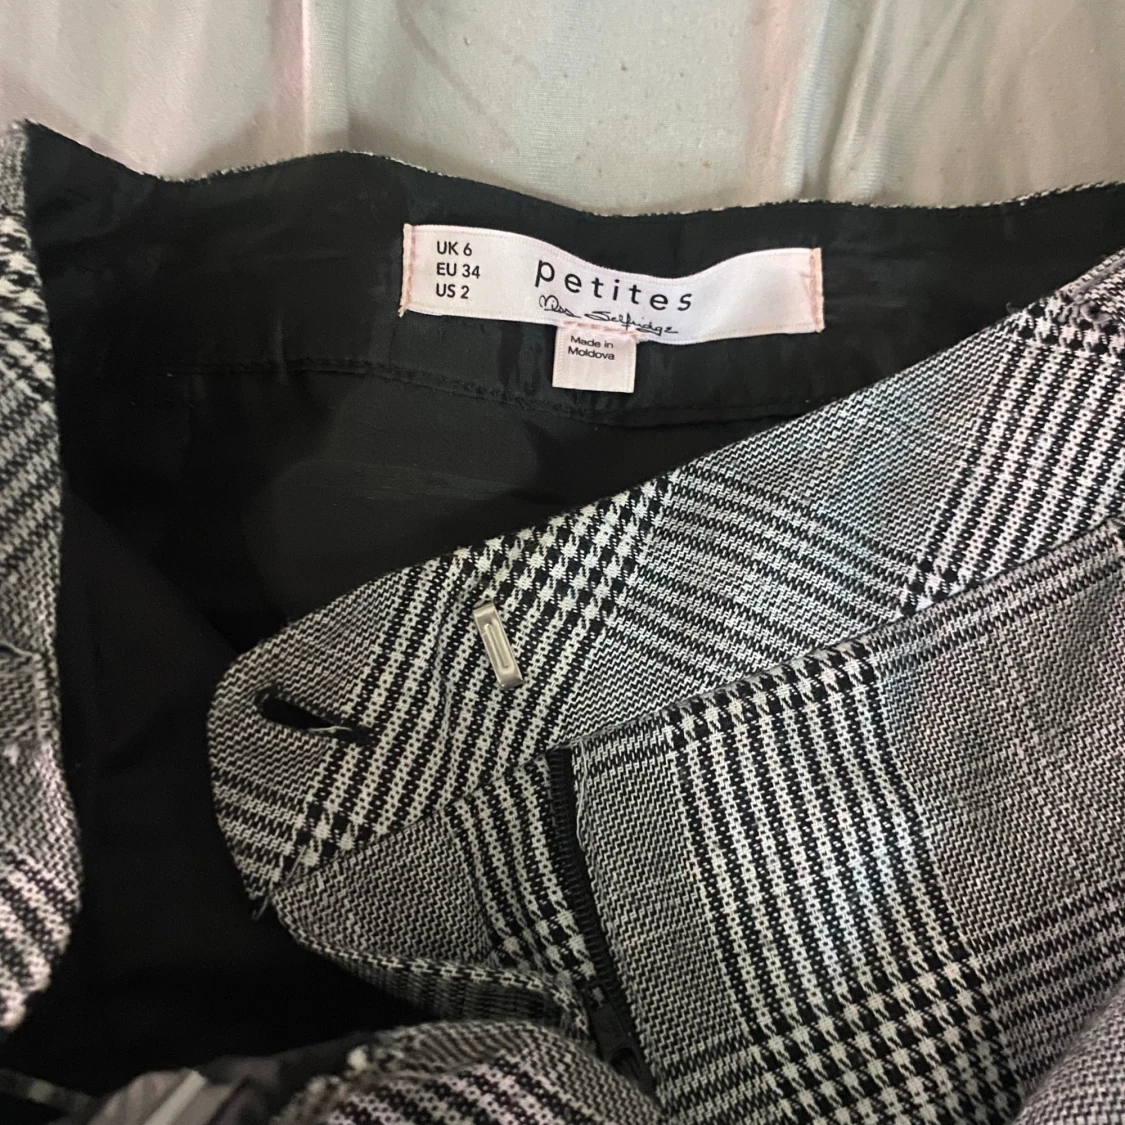 UK 6
EU 34
US 2
petites
Miss Selfridge
Made in
Moldova